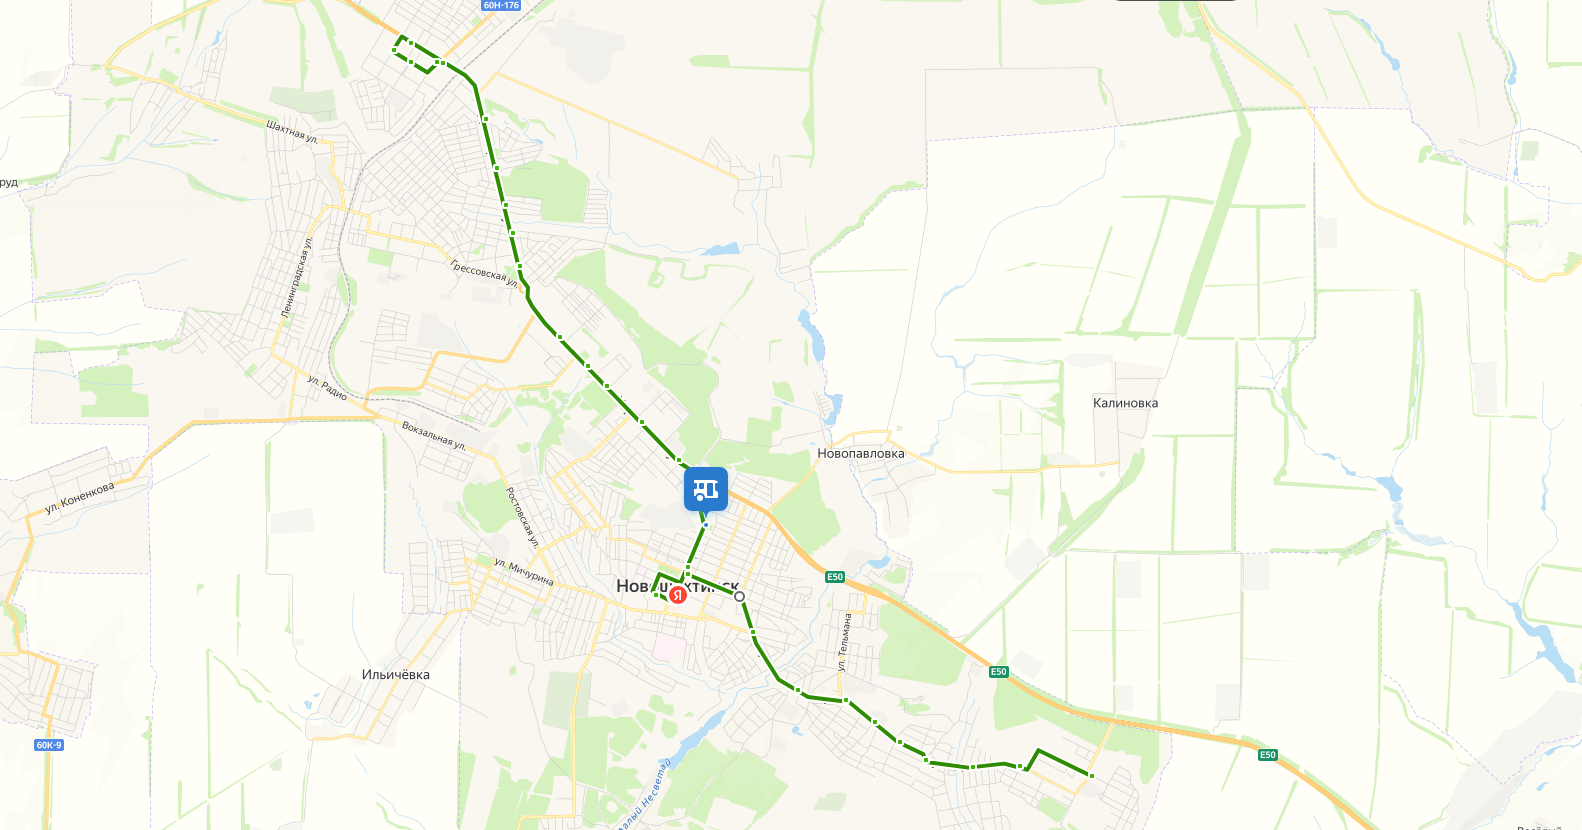 60Н-176
Шахтная ул.
руд
Ленинградская ул.
Грессовская ул.
ул. Радио
Калиновка
Вокзальная ул.
Новопавловка
ул. Коненкова
Ростовская ул.
ул. Мичурина
E50
Я
ул. Тельмана
Ильичёвка
E50
60К-9
E50
Малый Несветай